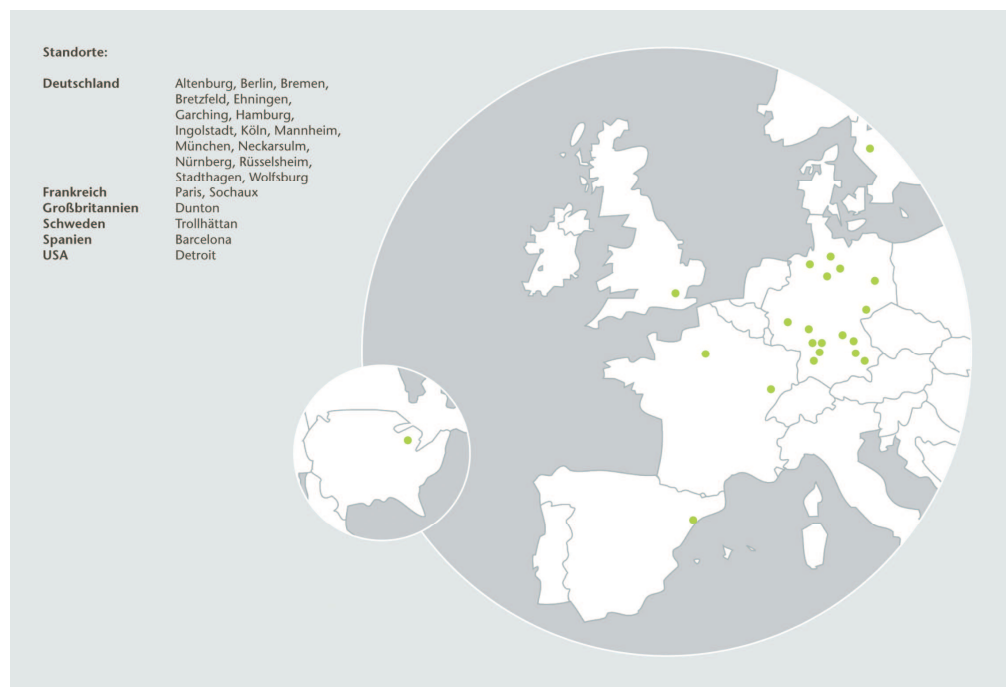 Standorte:
Deutschland Altenburg, Berlin, Bremen,
Bretzfeld, Ehningen,
Garching, Hamburg,
Ingolstadt, Köln, Mannheim,
München, Neckarsulm,
Nürnberg, Rüsselsheim,
Stadthagen, Wolfsburg
Frankreich Paris, Sochaux
Großbritannien Dunton
Schweden Trollhättan
Spanien Barcelona
USA Detroit